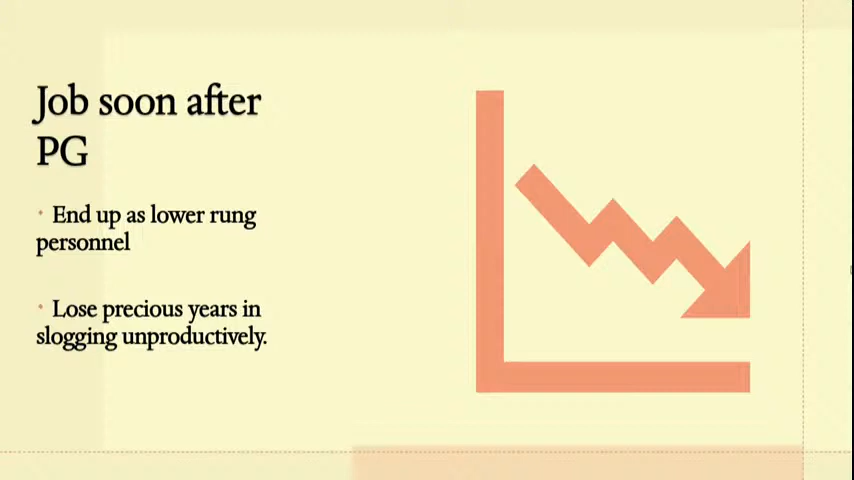 Job soon after
PG
• End up as lower rung
personnel
• Lose precious years in
slogging unproductively.